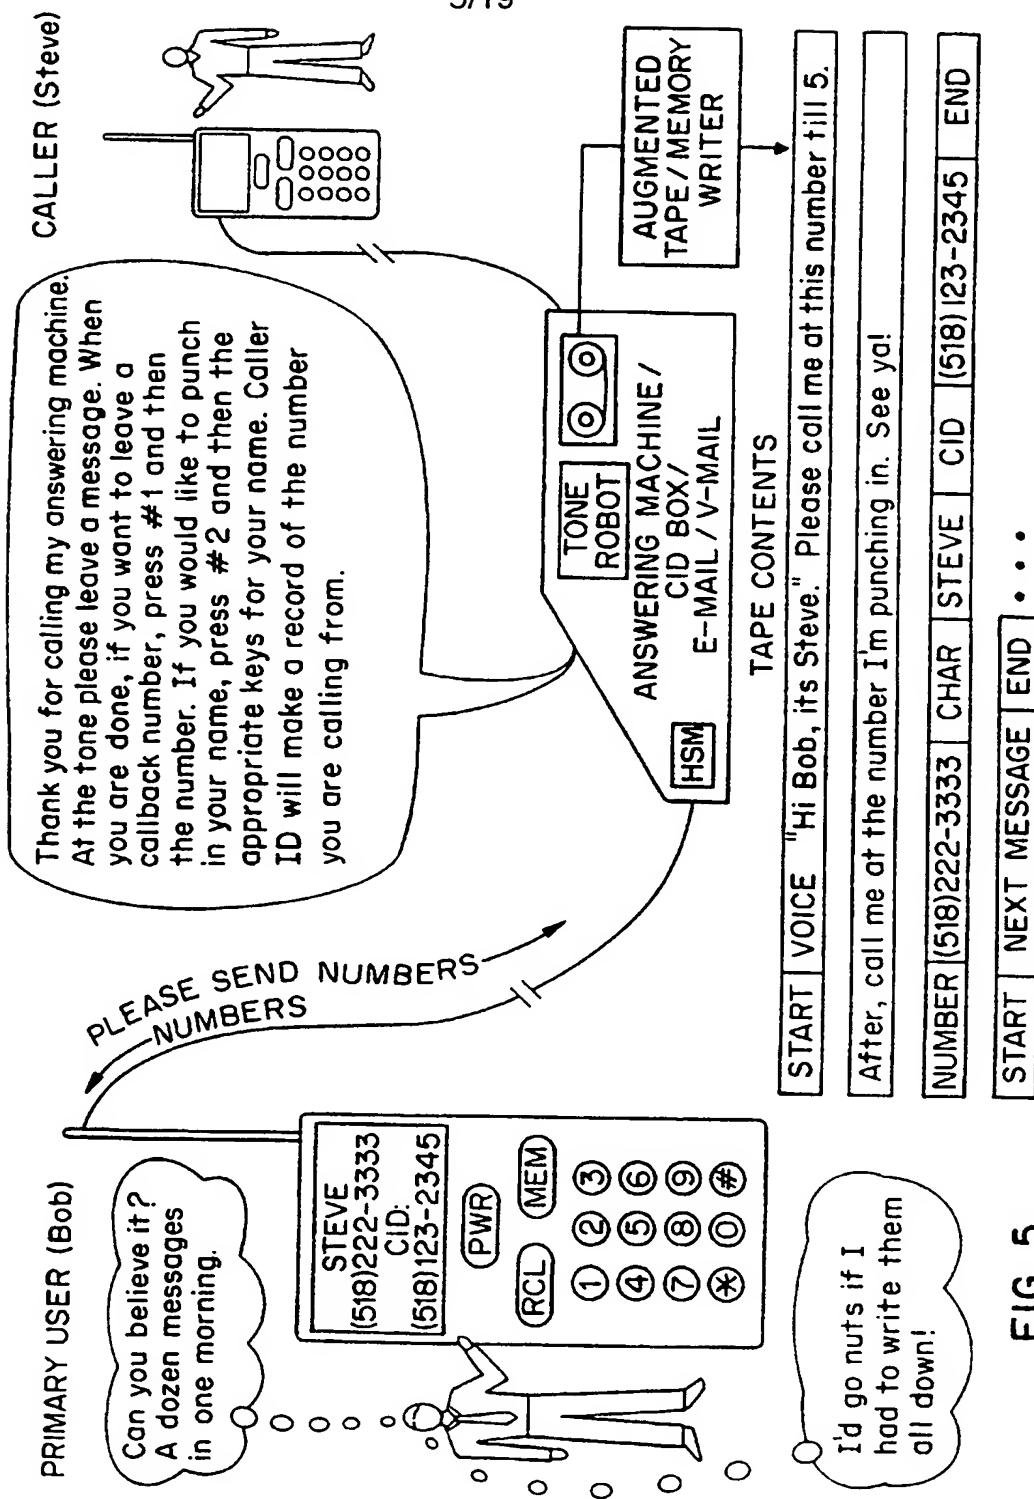 5/19
PRIMARY USER (Bob)
Can you believe it?
A dozen messages
in one morning.
PLEASE SEND NUMBERS
NUMBERS
Thank you for calling my answering machine.
At the tone please leave a message. When
you are done, if you want to leave a
callback number, press #1 and then
the number. If you would like to punch
in your name, press #2 and then the
appropriate keys for your name. Caller
ID will make a record of the number
you are calling from.
CALLER (Steve)
STEVE
(518)222-3333
CID:
(518)123-2345
PWR
RCL MEM
1 2 3
4 5 6
7 8 9
* 0 #
HSM
TONE
ROBOT
ANSWERING MACHINE/
CID BOX/
E-MAIL/V-MAIL
AUGMENTED
TAPE/MEMORY
WRITER
TAPE CONTENTS
START VOICE "Hi Bob, its Steve." Please call me at this number till 5.
After, call me at the number I'm punching in. See ya!
NUMBER (518)222-3333 CHAR STEVE CID (518)123-2345 END
START NEXT MESSAGE END • • •
I'd go nuts if I
had to write them
all down!
FIG. 5